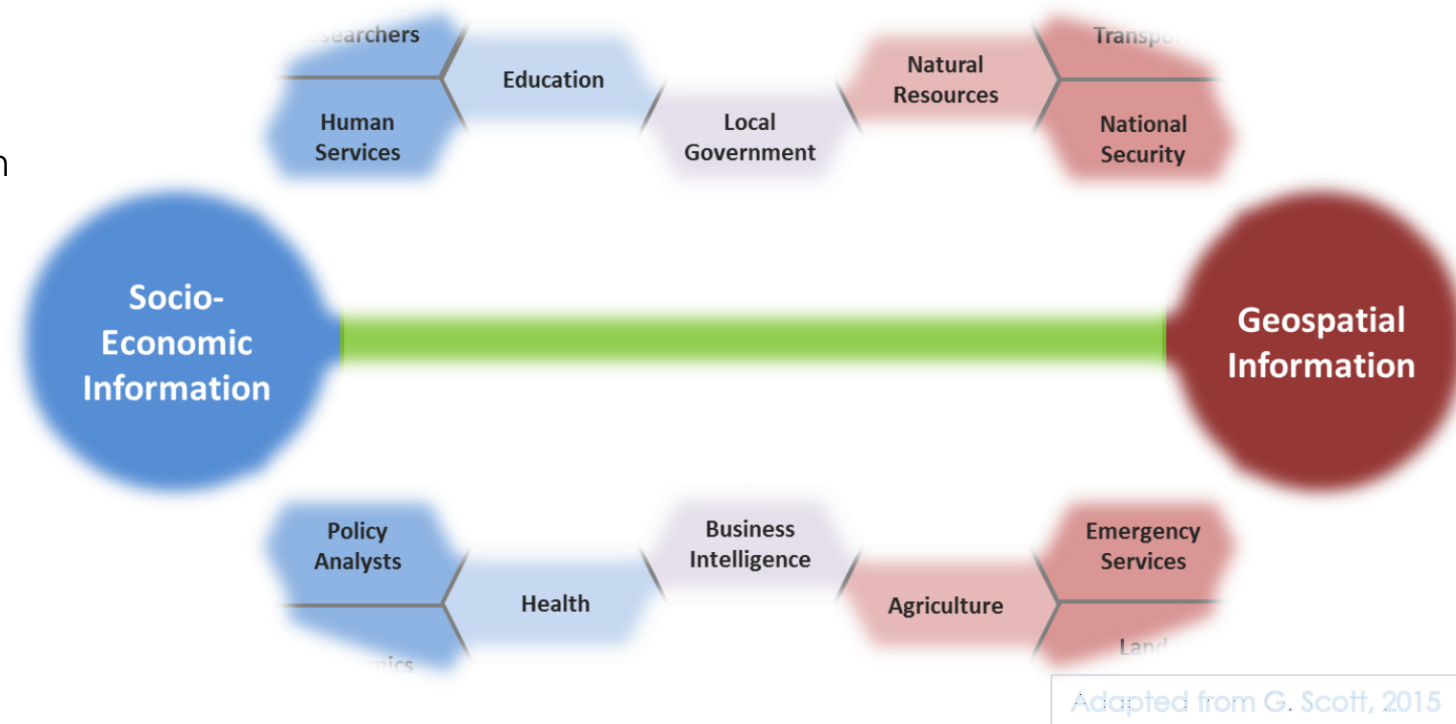 Education
Natural
Resources
Human
Services
Local
Government
National
Security
Socio-
Economic
Information
Geospatial
Information
Policy
Analysts
Business
Intelligence
Emergency
Services
Health
Agriculture
Land
Adapted from G. Scott, 2015